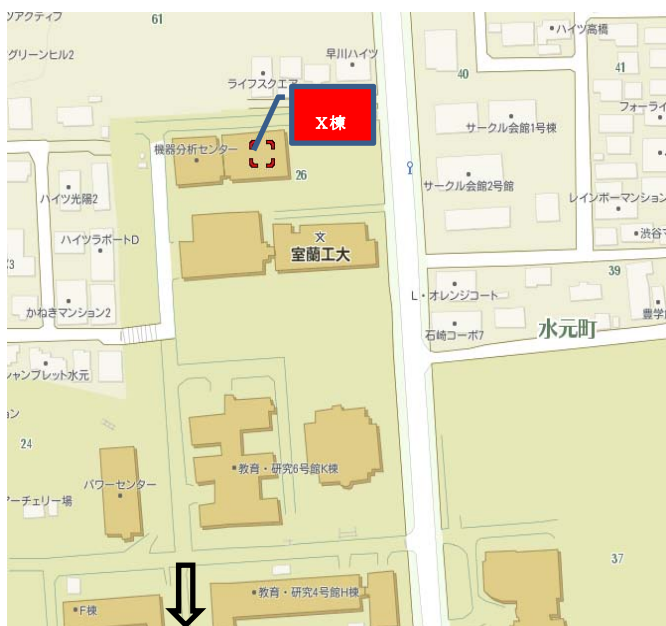 ツアクティフ
61
グリーンヒル2
早川ハイツ
ライフスクエア
ハイツ高橋
40
41
フォーライ
X棟
サークル会館1号棟
機器分析センター
26
サークル会館2号館
レインボーマンション
ハイツ光陽2
文
室蘭工大
渋谷マ
ハイツラポートD
39
L・オレンジコート
かねきマンション2
石崎コーポ7
水元町
豊学
シャンブレット水元
ョン
24
教育・研究6号館K棟
パワーセンター
アーチェリー場
37
教育・研究4号館H棟
F棟